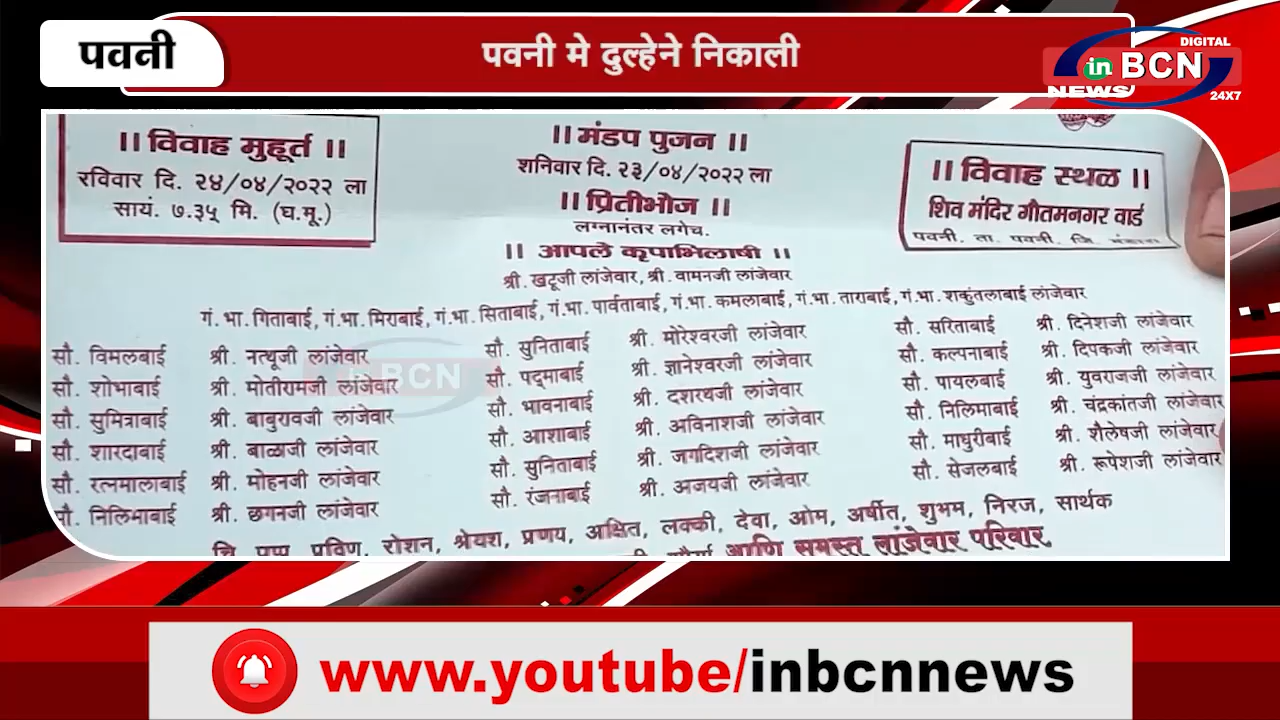 पवनी
पवनी मे दुल्हेने निकाली
DIGITAL
in BCN
NEWS
24X7
॥ विवाह मुहूर्त ॥
रविवार दि. २४/०४/२०२२ ला
सायं. ७.३५ मि. (घ.मू.)
॥ मंडप पुजन ॥
शनिवार दि. २३/०४/२०२२ ला
॥ प्रितीभोज ॥
लग्नानंतर लगेच.
॥ विवाह स्थळ ॥
शिव मंदिर गौतमनगर वार्ड
पवनी. ता. पवनी. जि.
॥ आपले कृपाभिलाषी ॥
श्री. खटूजी लांजेवार, श्री. वामनजी लांजेवार
गं.भा. गिताबाई, गं.भा. मिराबाई, गं.भा. सिताबाई, गं.भा. पार्वताबाई, गं.भा. कमलाबाई, गं.भा. ताराबाई, गं.भा. शकुंतलाबाई लांजेवार
सौ. विमलबाई श्री. नत्थूजी लांजेवार
सौ. शोभाबाई श्री. मोतीरामजी लांजेवार
सौ. सुमित्राबाई श्री. बाबुरावजी लांजेवार
सौ. शारदाबाई श्री. बाळाजी लांजेवार
सौ. रत्नमालाबाई श्री. मोहनजी लांजेवार
सौ. निलिमाबाई श्री. छगनजी लांजेवार
सौ. सुनिताबाई श्री. मोरेश्वरजी लांजेवार
सौ. पद्माबाई श्री. ज्ञानेश्वरजी लांजेवार
सौ. भावनाबाई श्री. दशरथजी लांजेवार
सौ. आशाबाई श्री. अविनाशजी लांजेवार
सौ. सुनिताबाई श्री. जगदिशजी लांजेवार
सौ. रंजनाबाई श्री. अजयजी लांजेवार
सौ. सरिताबाई श्री. दिनेशजी लांजेवार
सौ. कल्पनाबाई श्री. दिपकजी लांजेवार
सौ. पायलबाई श्री. युवराजजी लांजेवार
सौ. निलिमाबाई श्री. चंद्रकांतजी लांजेवार
सौ. माधुरीबाई श्री. शैलेषजी लांजेवार
सौ. सेजलबाई श्री. रूपेशजी लांजेवार
प्रविण, रोशन, श्रेयश, प्रणय, आक्षित, लक्की, देवा, ओम, अर्षीत, शुभम, निरज, सार्थक
आणि समस्त लांजेवार परिवार.
in BCN
www.youtube/inbcnnews